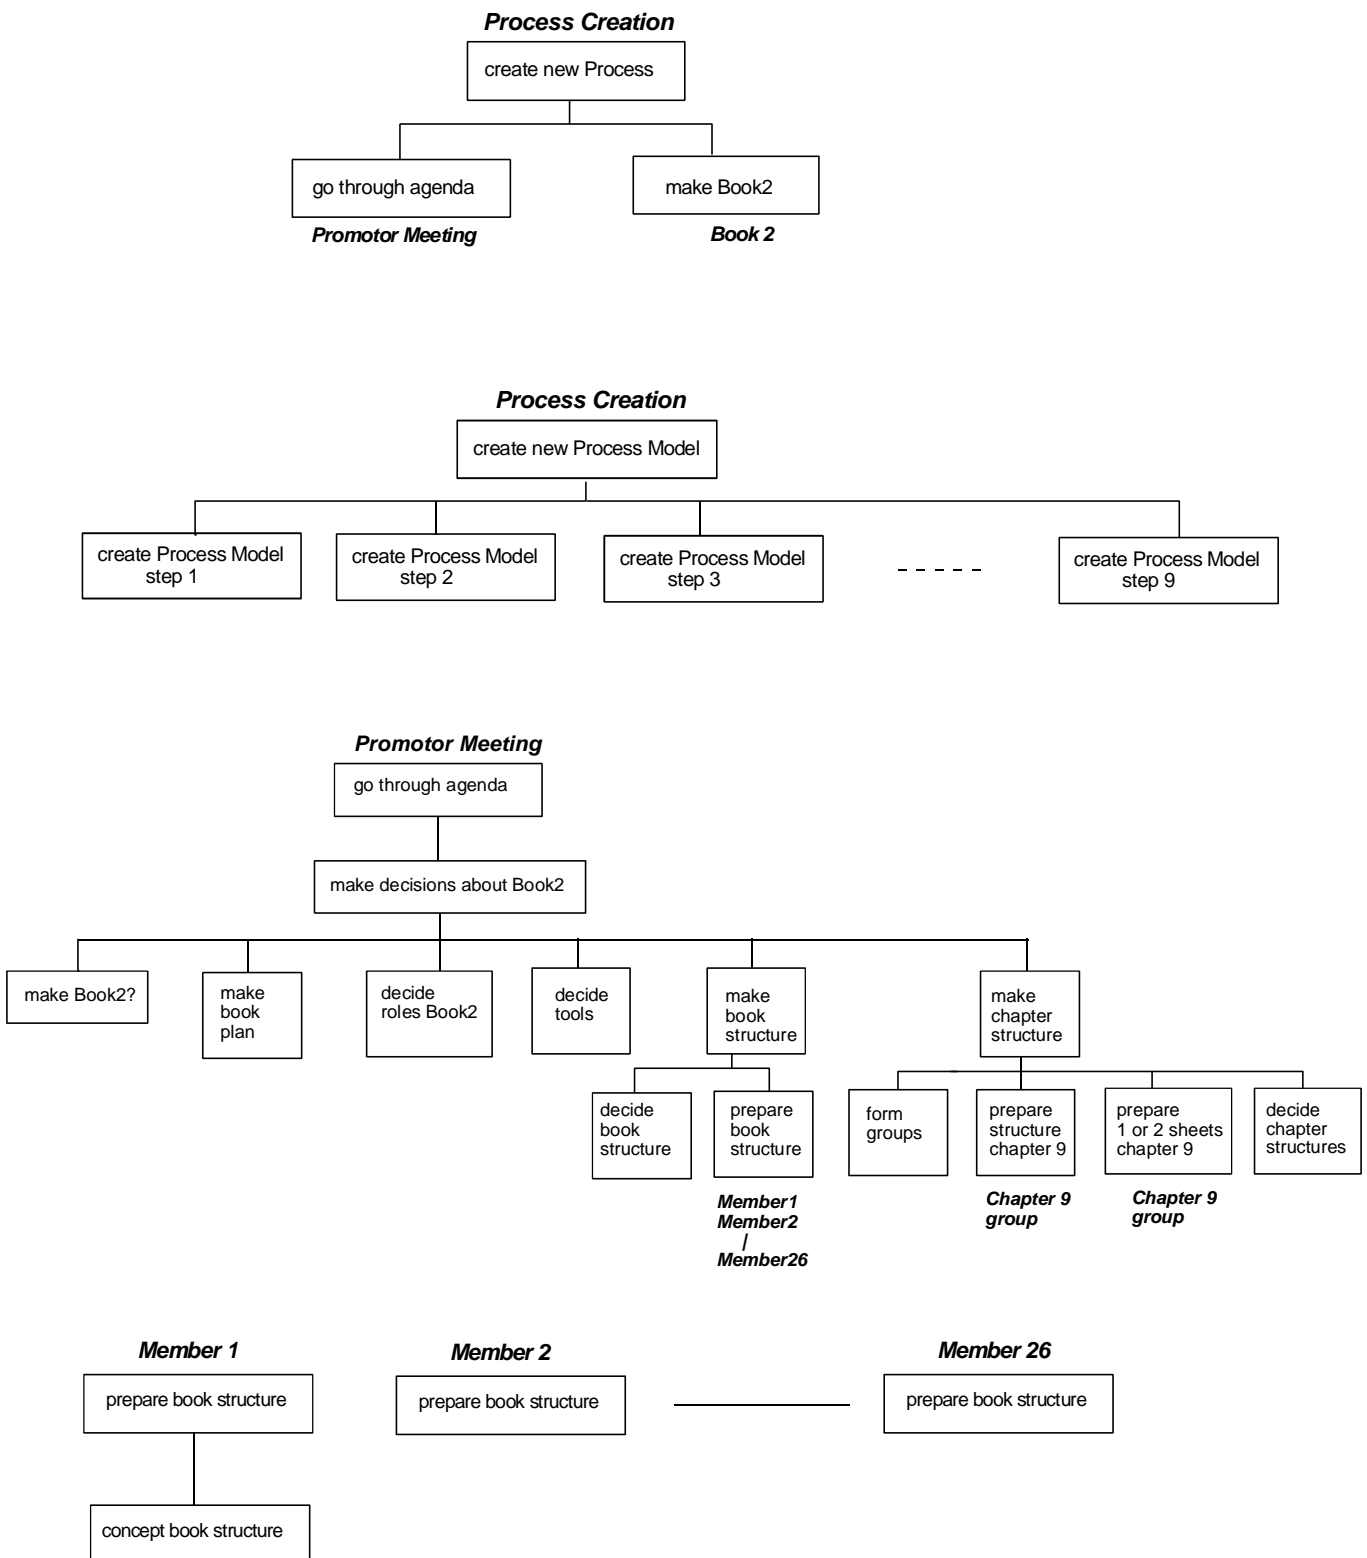 Process Creation
create new Process
go through agenda
make Book2
Promotor Meeting
Book 2
Process Creation
create new Process Model
create Process Model
step 1
create Process Model
step 2
create Process Model
step 3
create Process Model
step 9
Promotor Meeting
go through agenda
make decisions about Book2
make Book2?
make
book
plan
decide
roles Book2
decide
tools
make
book
structure
make
chapter
structure
decide
book
structure
prepare
book
structure
form
groups
prepare
structure
chapter 9
prepare
1 or 2 sheets
chapter 9
decide
chapter
structures
Member1
Member2
/
Member26
Chapter 9
group
Chapter 9
group
Member 1
prepare book structure
concept book structure
Member 2
prepare book structure
Member 26
prepare book structure